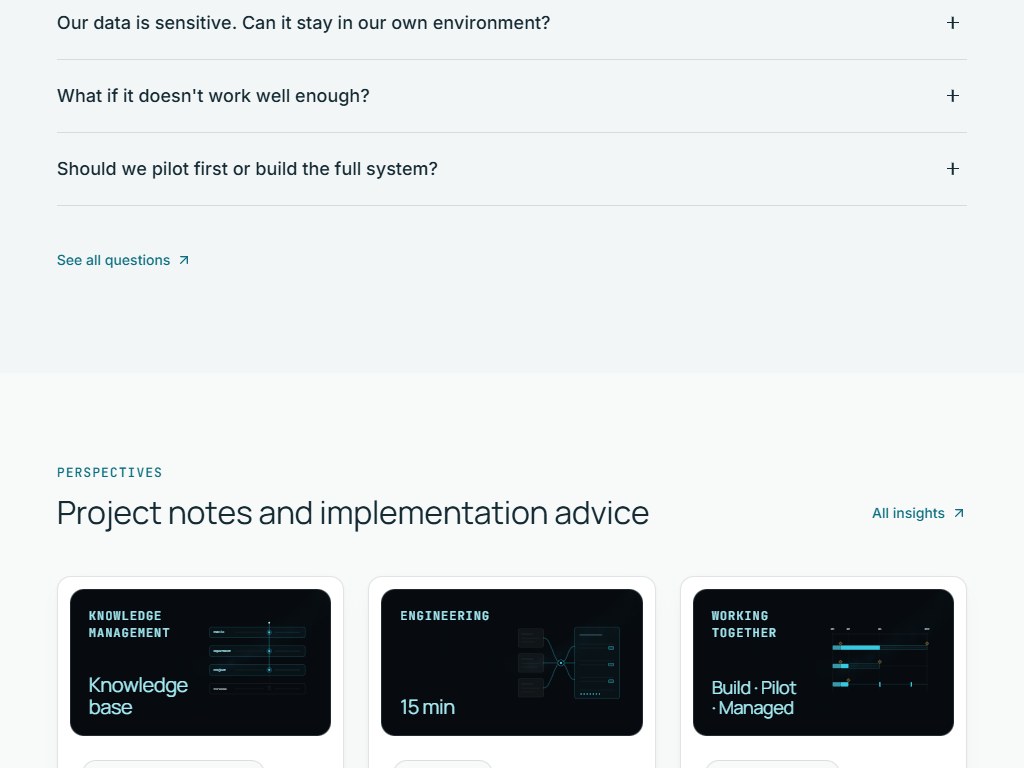 Our data is sensitive. Can it stay in our own environment?
What if it doesn't work well enough?
Should we pilot first or build the full system?
See all questions
PERSPECTIVES
Project notes and implementation advice
All insights
KNOWLEDGE
MANAGEMENT
Knowledge
base
ENGINEERING
15 min
WORKING
TOGETHER
Build · Pilot
· Managed